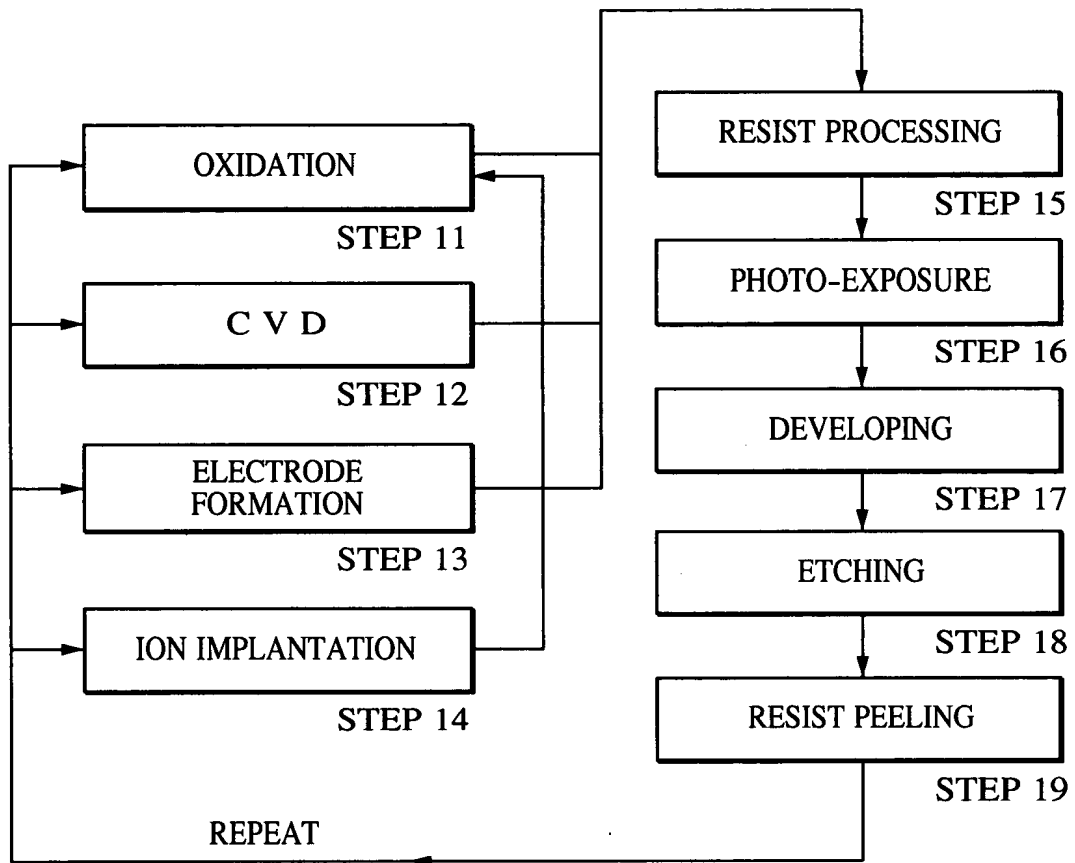 OXIDATION
STEP 11
C V D
STEP 12
ELECTRODE
FORMATION
STEP 13
ION IMPLANTATION
STEP 14
RESIST PROCESSING
STEP 15
PHOTO-EXPOSURE
STEP 16
DEVELOPING
STEP 17
ETCHING
STEP 18
RESIST PEELING
STEP 19
REPEAT